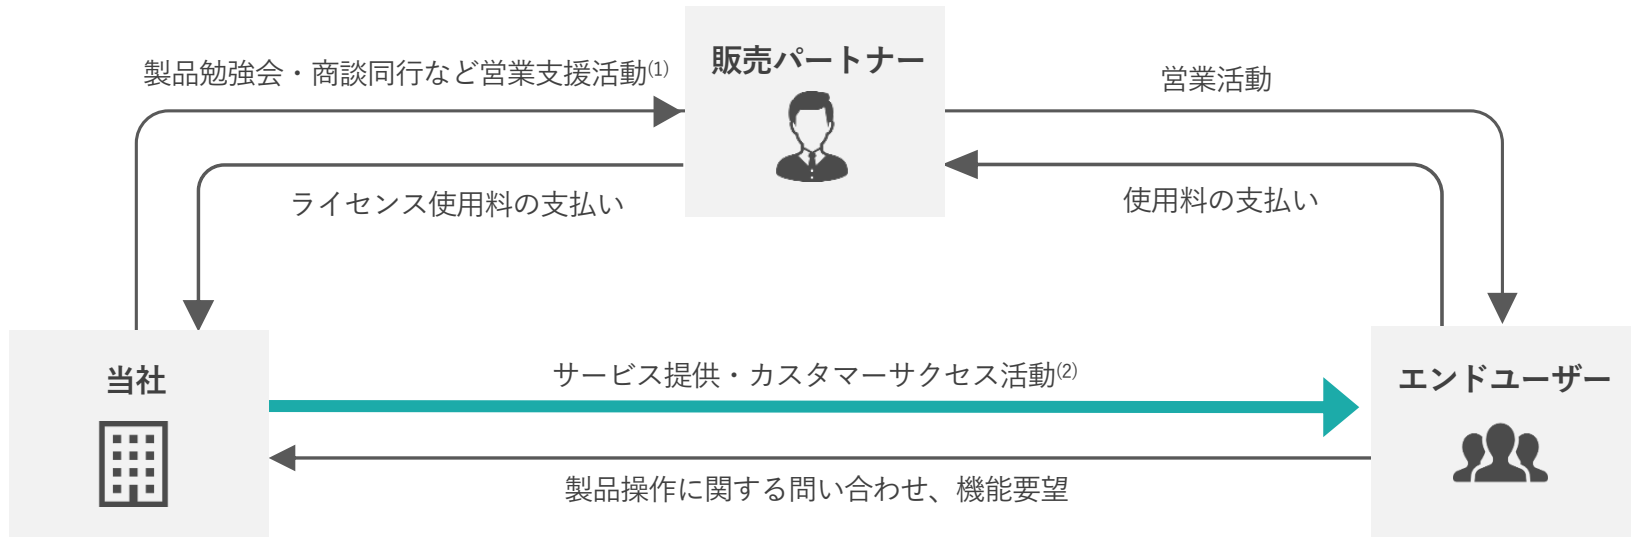 販売パートナー
製品勉強会・商談同行など営業支援活動(1)
営業活動
ライセンス使用料の支払い
使用料の支払い
当社
サービス提供・カスタマーサクセス活動(2)
エンドユーザー
製品操作に関する問い合わせ、機能要望